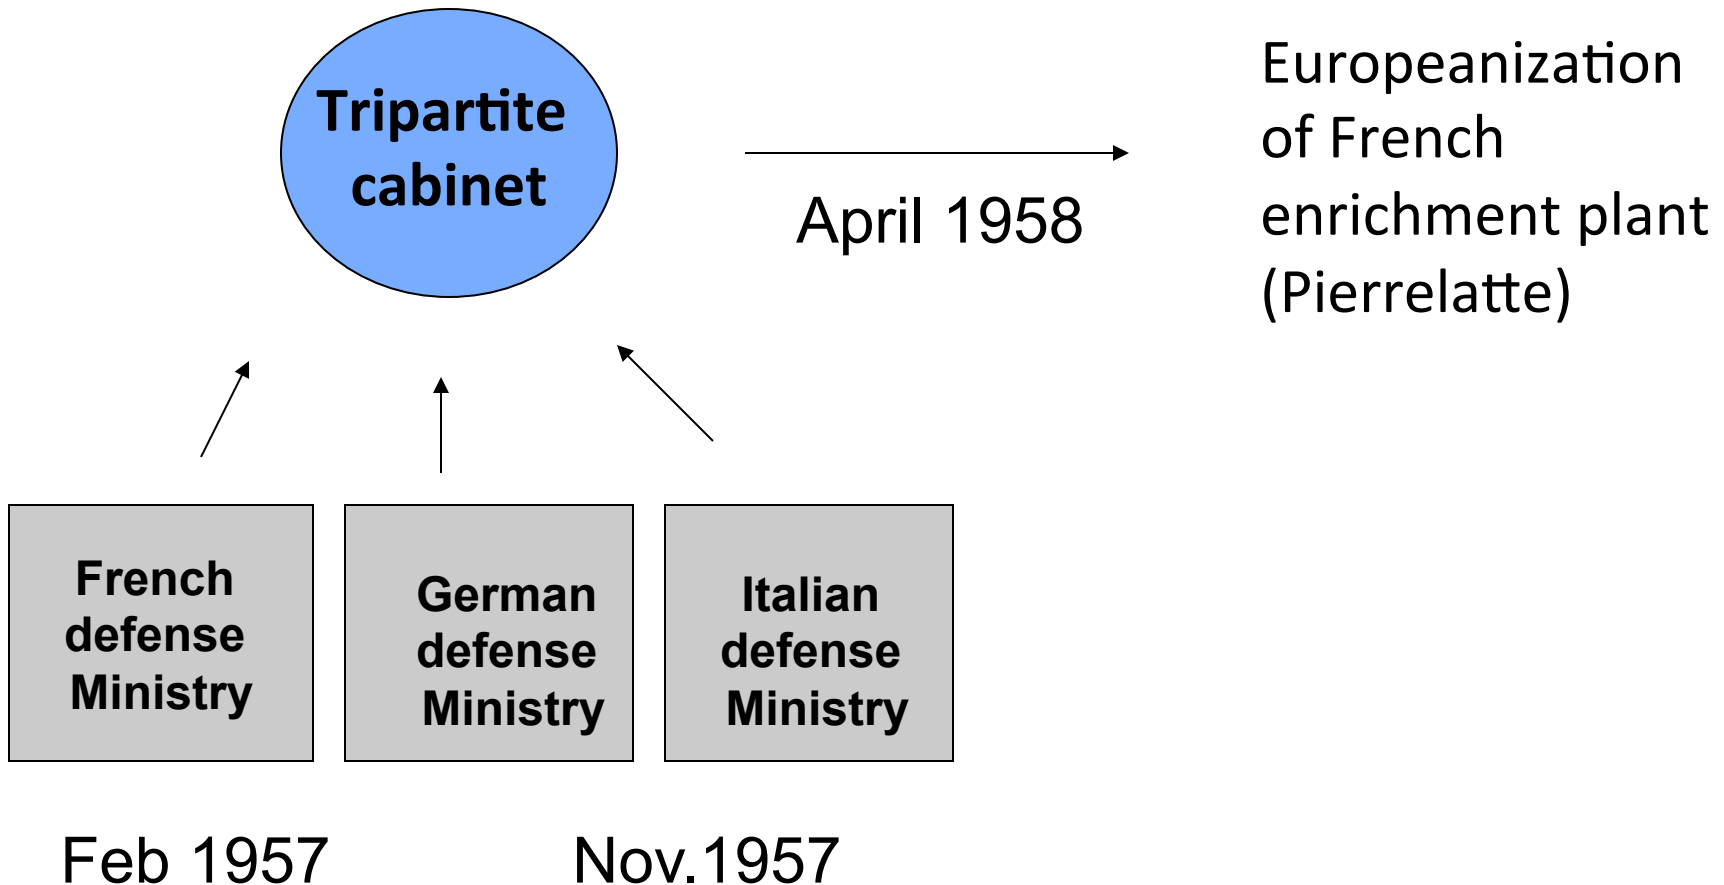 Tripartite
cabinet
April 1958
Europeanization
of French
enrichment plant
(Pierrelatte)
French
defense
Ministry
German
defense
Ministry
Italian
defense
Ministry
Feb 1957
Nov.1957